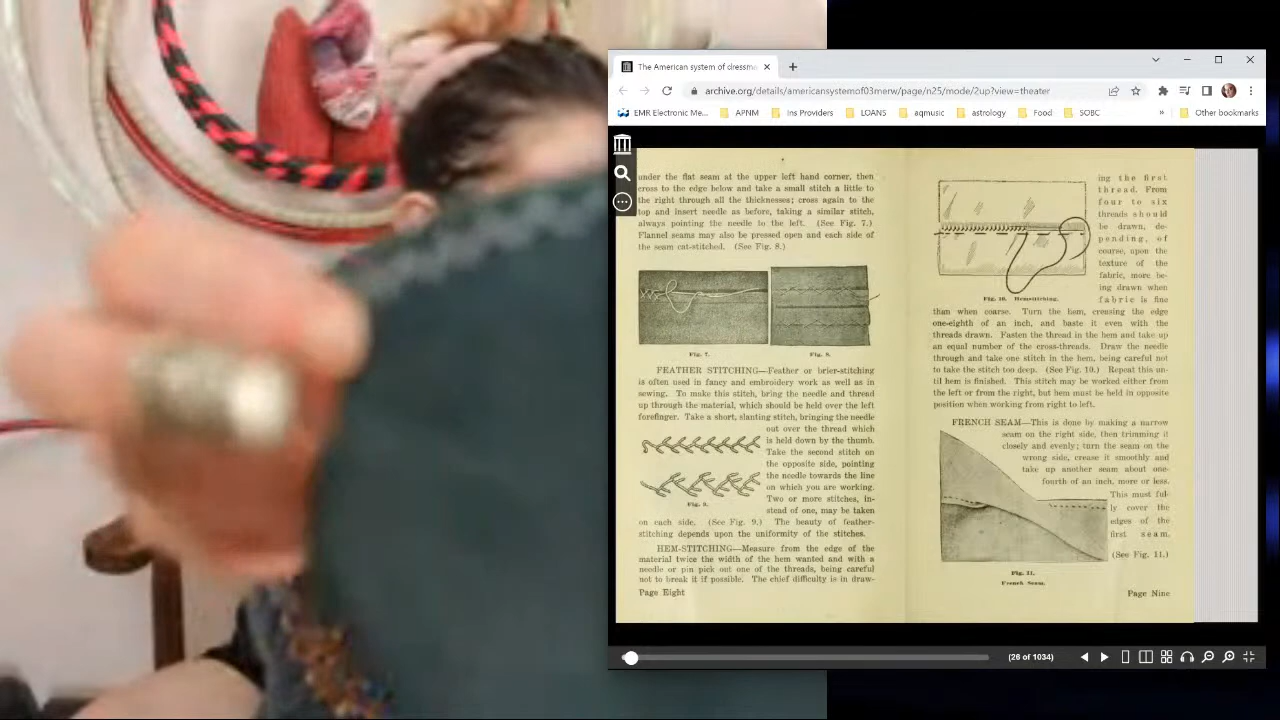 The American system of dressma
archive.org/details/americansystemof03merw/page/n25/mode/2up?view=theater
EMR Electronic Me...
APNM
Ins Providers
LOANS
aqmusic
astrology
Food
SOBC
»
Other bookmarks
under the flat seam at the upper left hand corner, then
cross to the edge below and take a small stitch a little to
the right through all the thicknesses; cross again to the
top and insert needle as before, taking a similar stitch,
always pointing the needle to the left. (See Fig. 7.)
Flannel seams may also be pressed open and each side of
the seam cat-stitched. (See Fig. 8.)
Fig. 7.
Fig. 8.
FEATHER STITCHING—Feather or brier-stitching
is often used in fancy and embroidery work as well as in
sewing. To make this stitch, bring the needle and thread
up through the material, which should be held over the left
forefinger. Take a short, slanting stitch, bringing the needle
out over the thread which
is held down by the thumb.
Take the second stitch on
the opposite side, pointing
the needle towards the line
on which you are working.
Two or more stitches, in-
stead of one, may be taken
Fig. 9.
on each side. (See Fig. 9.) The beauty of feather-
stitching depends upon the uniformity of the stitches.
HEM-STITCHING—Measure from the edge of the
material twice the width of the hem wanted and with a
needle or pin pick out one of the threads, being careful
not to break it if possible. The chief difficulty is in draw-
Page Eight
ing the first
thread. From
four to six
threads should
be drawn, de-
pending, of
course, upon the
texture of the
fabric, more be-
ing drawn when
fabric is fine
Fig. 10. Hemstitching.
than when coarse. Turn the hem, creasing the edge
one-eighth of an inch, and baste it even with the
threads drawn. Fasten the thread in the hem and take up
an equal number of the cross-threads. Draw the needle
through and take one stitch in the hem, being careful not
to take the stitch too deep. (See Fig. 10.) Repeat this un-
til hem is finished. This stitch may be worked either from
the left or from the right, but hem must be held in opposite
position when working from right to left.
FRENCH SEAM—This is done by making a narrow
seam on the right side, then trimming it
closely and evenly; turn the seam on the
wrong side, crease it smoothly and
take up another seam about one-
fourth of an inch, more or less.
This must ful-
ly cover the
edges of the
first seam.
(See Fig. 11.)
Fig. 11.
French Seam.
Page Nine
(26 of 1034)